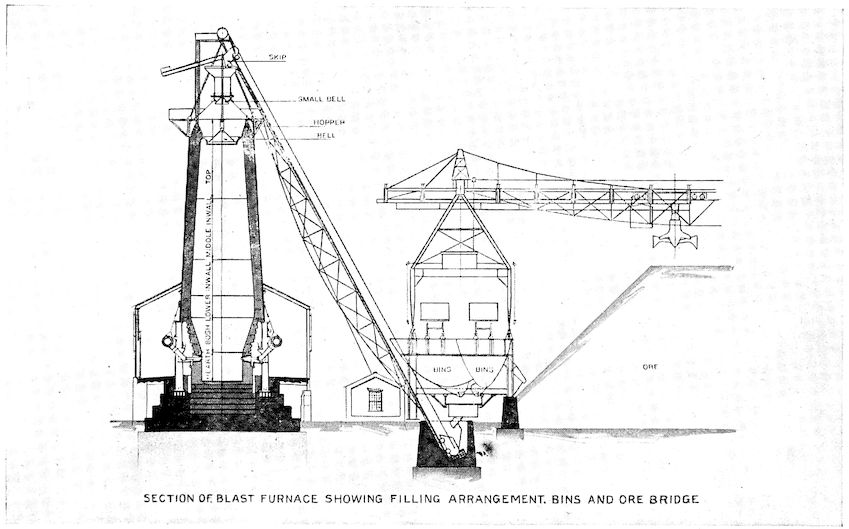 SKIP
SMALL BELL
HOPPER
BELL
HEARTH BOSH LOWER INWALL MIDDLE INWALL TOP
BINS BINS
ORE
SECTION OF BLAST FURNACE SHOWING FILLING ARRANGEMENT. BINS AND ORE BRIDGE